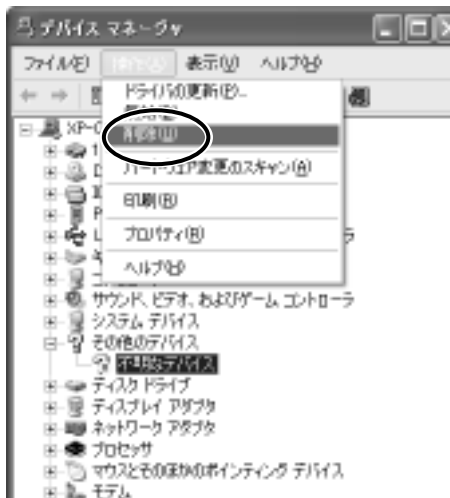 デバイス マネージャ
ファイル(F) 操作(A) 表示(V) ヘルプ(H)
ドライバの更新(P)...
削除(U)
ハードウェア変更のスキャン(A)
印刷(R)
プロパティ(R)
ヘルプ(H)
XP-
サウンド、ビデオ、およびゲーム コントローラ
システム デバイス
その他のデバイス
不明なデバイス
ディスク ドライブ
ディスプレイ アダプタ
ネットワーク アダプタ
プロセッサ
マウスとそのほかのポインティング デバイス
モデム